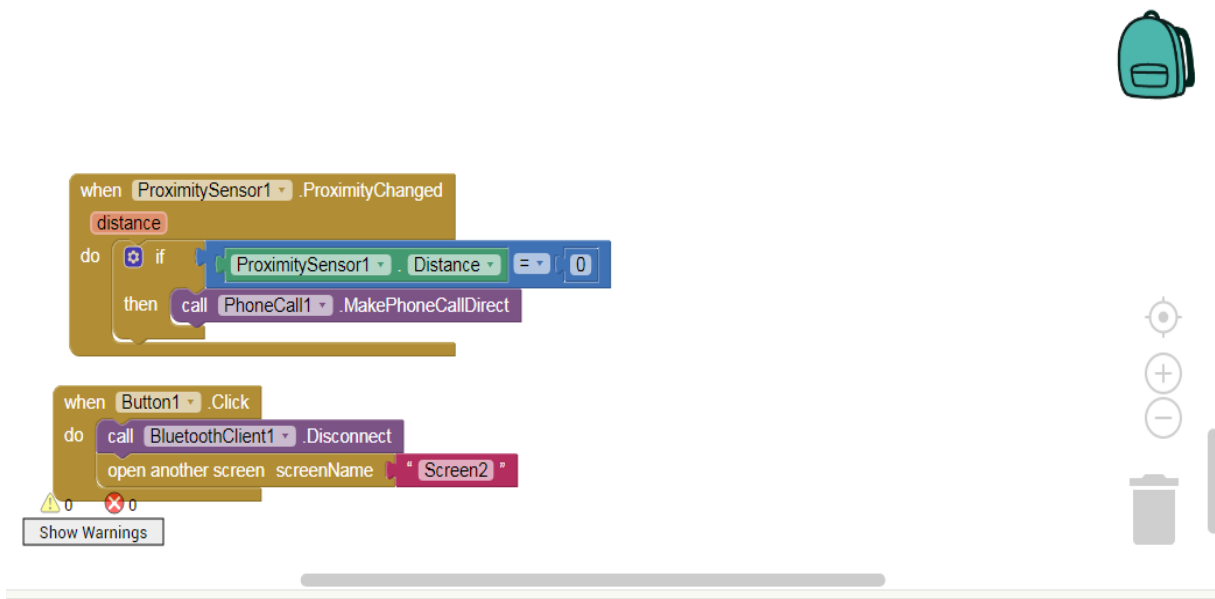 when ProximitySensor1 .ProximityChanged
distance
do if ProximitySensor1 . Distance = 0
then call PhoneCall1 .MakePhoneCallDirect
when Button1 .Click
do call BluetoothClient1 .Disconnect
open another screen screenName " Screen2 "
0 0
Show Warnings